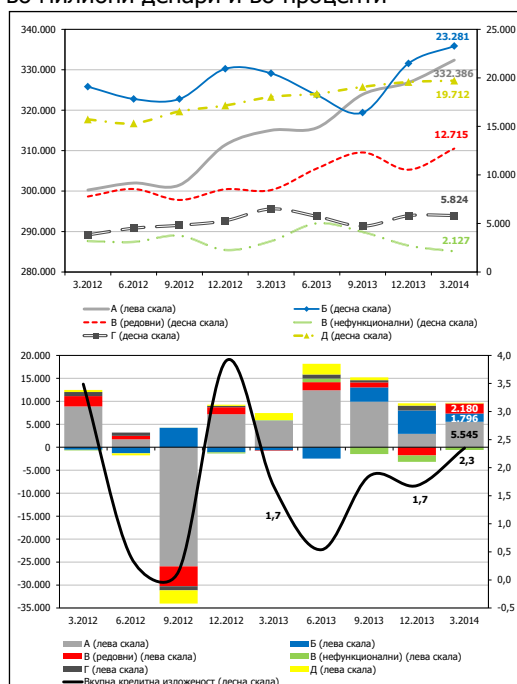 во милиони денари и во проценти
340.000
330.000
320.000
310.000
300.000
290.000
280.000
25.000
20.000
15.000
10.000
5.000
0
23.281
332.386
19.712
12.715
5.824
2.127
3.2012 6.2012 9.2012 12.2012 3.2013 6.2013 9.2013 12.2013 3.2014
А (лева скала)
Б (десна скала)
В (редовни) (десна скала)
В (нефункционални) (десна скала)
Г (десна скала)
Д (десна скала)
20.000
15.000
10.000
5.000
0
-5.000
-10.000
-15.000
-20.000
-25.000
-30.000
-35.000
4,0
3,5
3,0
2,5
2,0
1,5
1,0
0,5
0,0
-0,5
2.180
1.796
5.545
2,3
1,7
1,7
3.2012 6.2012 9.2012 12.2012 3.2013 6.2013 9.2013 12.2013 3.2014
А (лева скала)
Б (лева скала)
В (редовни) (лева скала)
В (нефункционални) (лева скала)
Г (лева скала)
Д (лева скала)
Вкупна кредитна изложеност (десна скала)